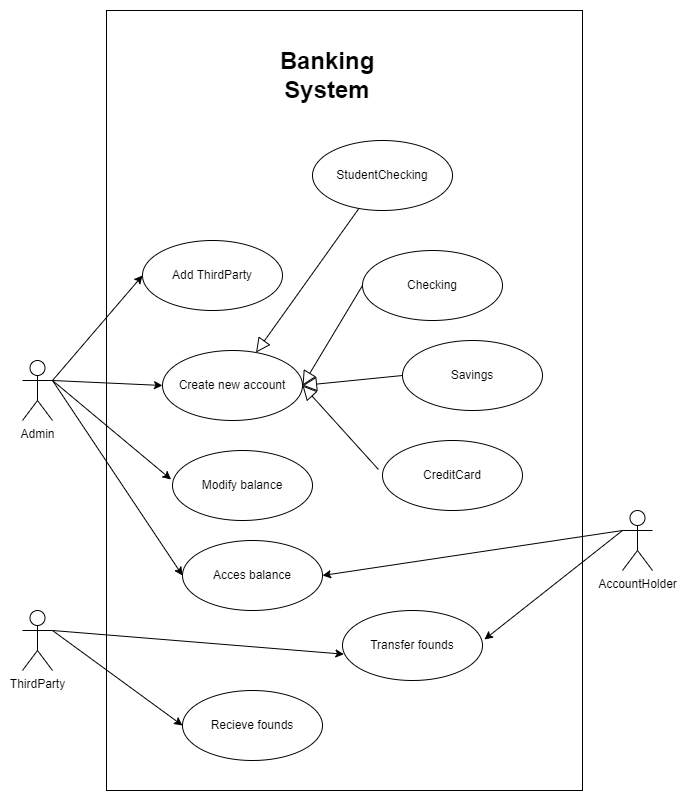 Banking
System
StudentChecking
Add ThirdParty
Checking
Create new account
Savings
Admin
CreditCard
Modify balance
Acces balance
AccountHolder
Transfer founds
ThirdParty
Recieve founds